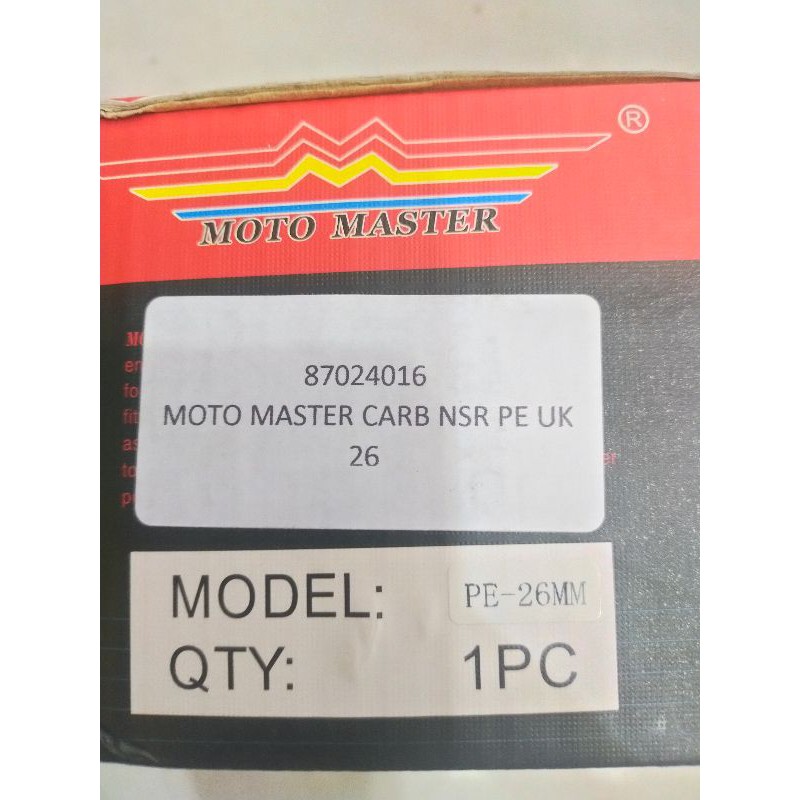 ®
MOTO MASTER
87024016
MOTO MASTER CARB NSR PE UK
26
MODEL: PE-26MM
QTY: 1PC